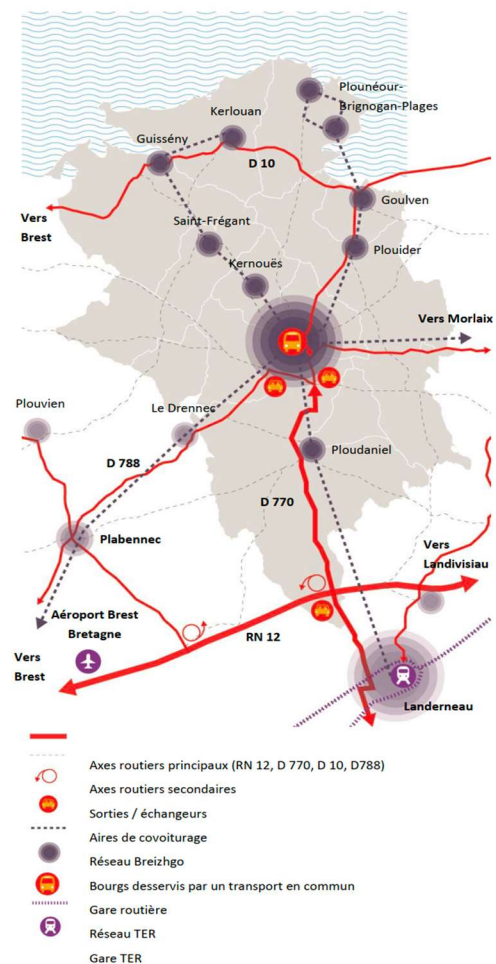 Plounéour-
Brignogan-Plages
Kerlouan
Guissény
D 10
Goulven
Vers
Brest
Saint-Frégant
Plouider
Kernouës
Vers Morlaix
Plouvien
Le Drennec
Ploudaniel
D 788
D 770
Plabennec
Vers
Landivisiau
Aéroport Brest
Bretagne
RN 12
Vers
Brest
Landerneau
Axes routiers principaux (RN 12, D 770, D 10, D788)
Axes routiers secondaires
Sorties / échangeurs
Aires de covoiturage
Réseau Breizhgo
Bourgs desservis par un transport en commun
Gare routière
Réseau TER
Gare TER